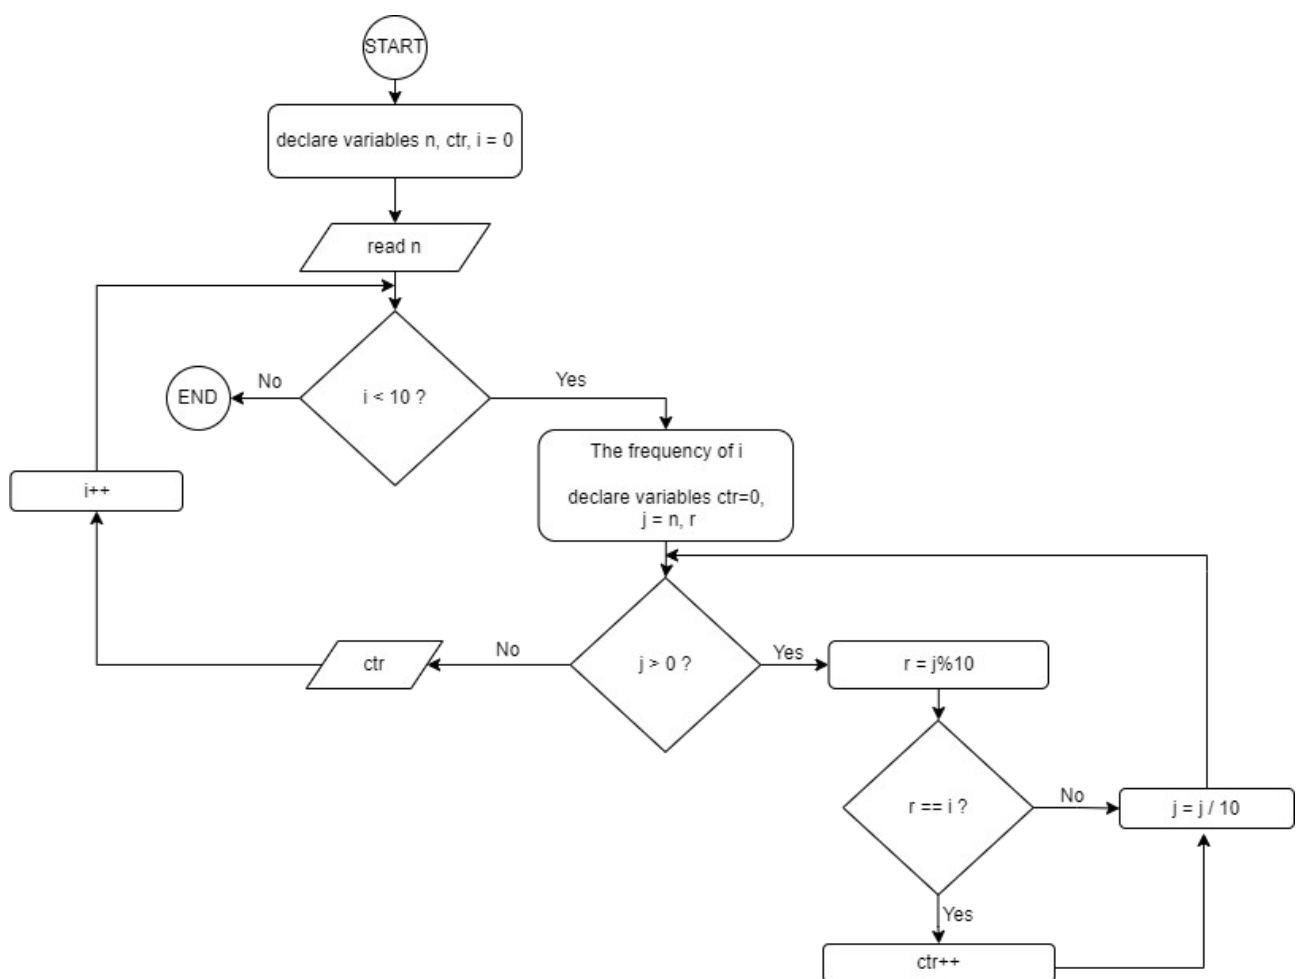 START
declare variables n, ctr, i = 0
read n
i < 10 ?
No
END
Yes
The frequency of i
declare variables ctr=0,
j = n, r
i++
j > 0 ?
No
ctr
Yes
r = j%10
r == i ?
No
j = j / 10
Yes
ctr++